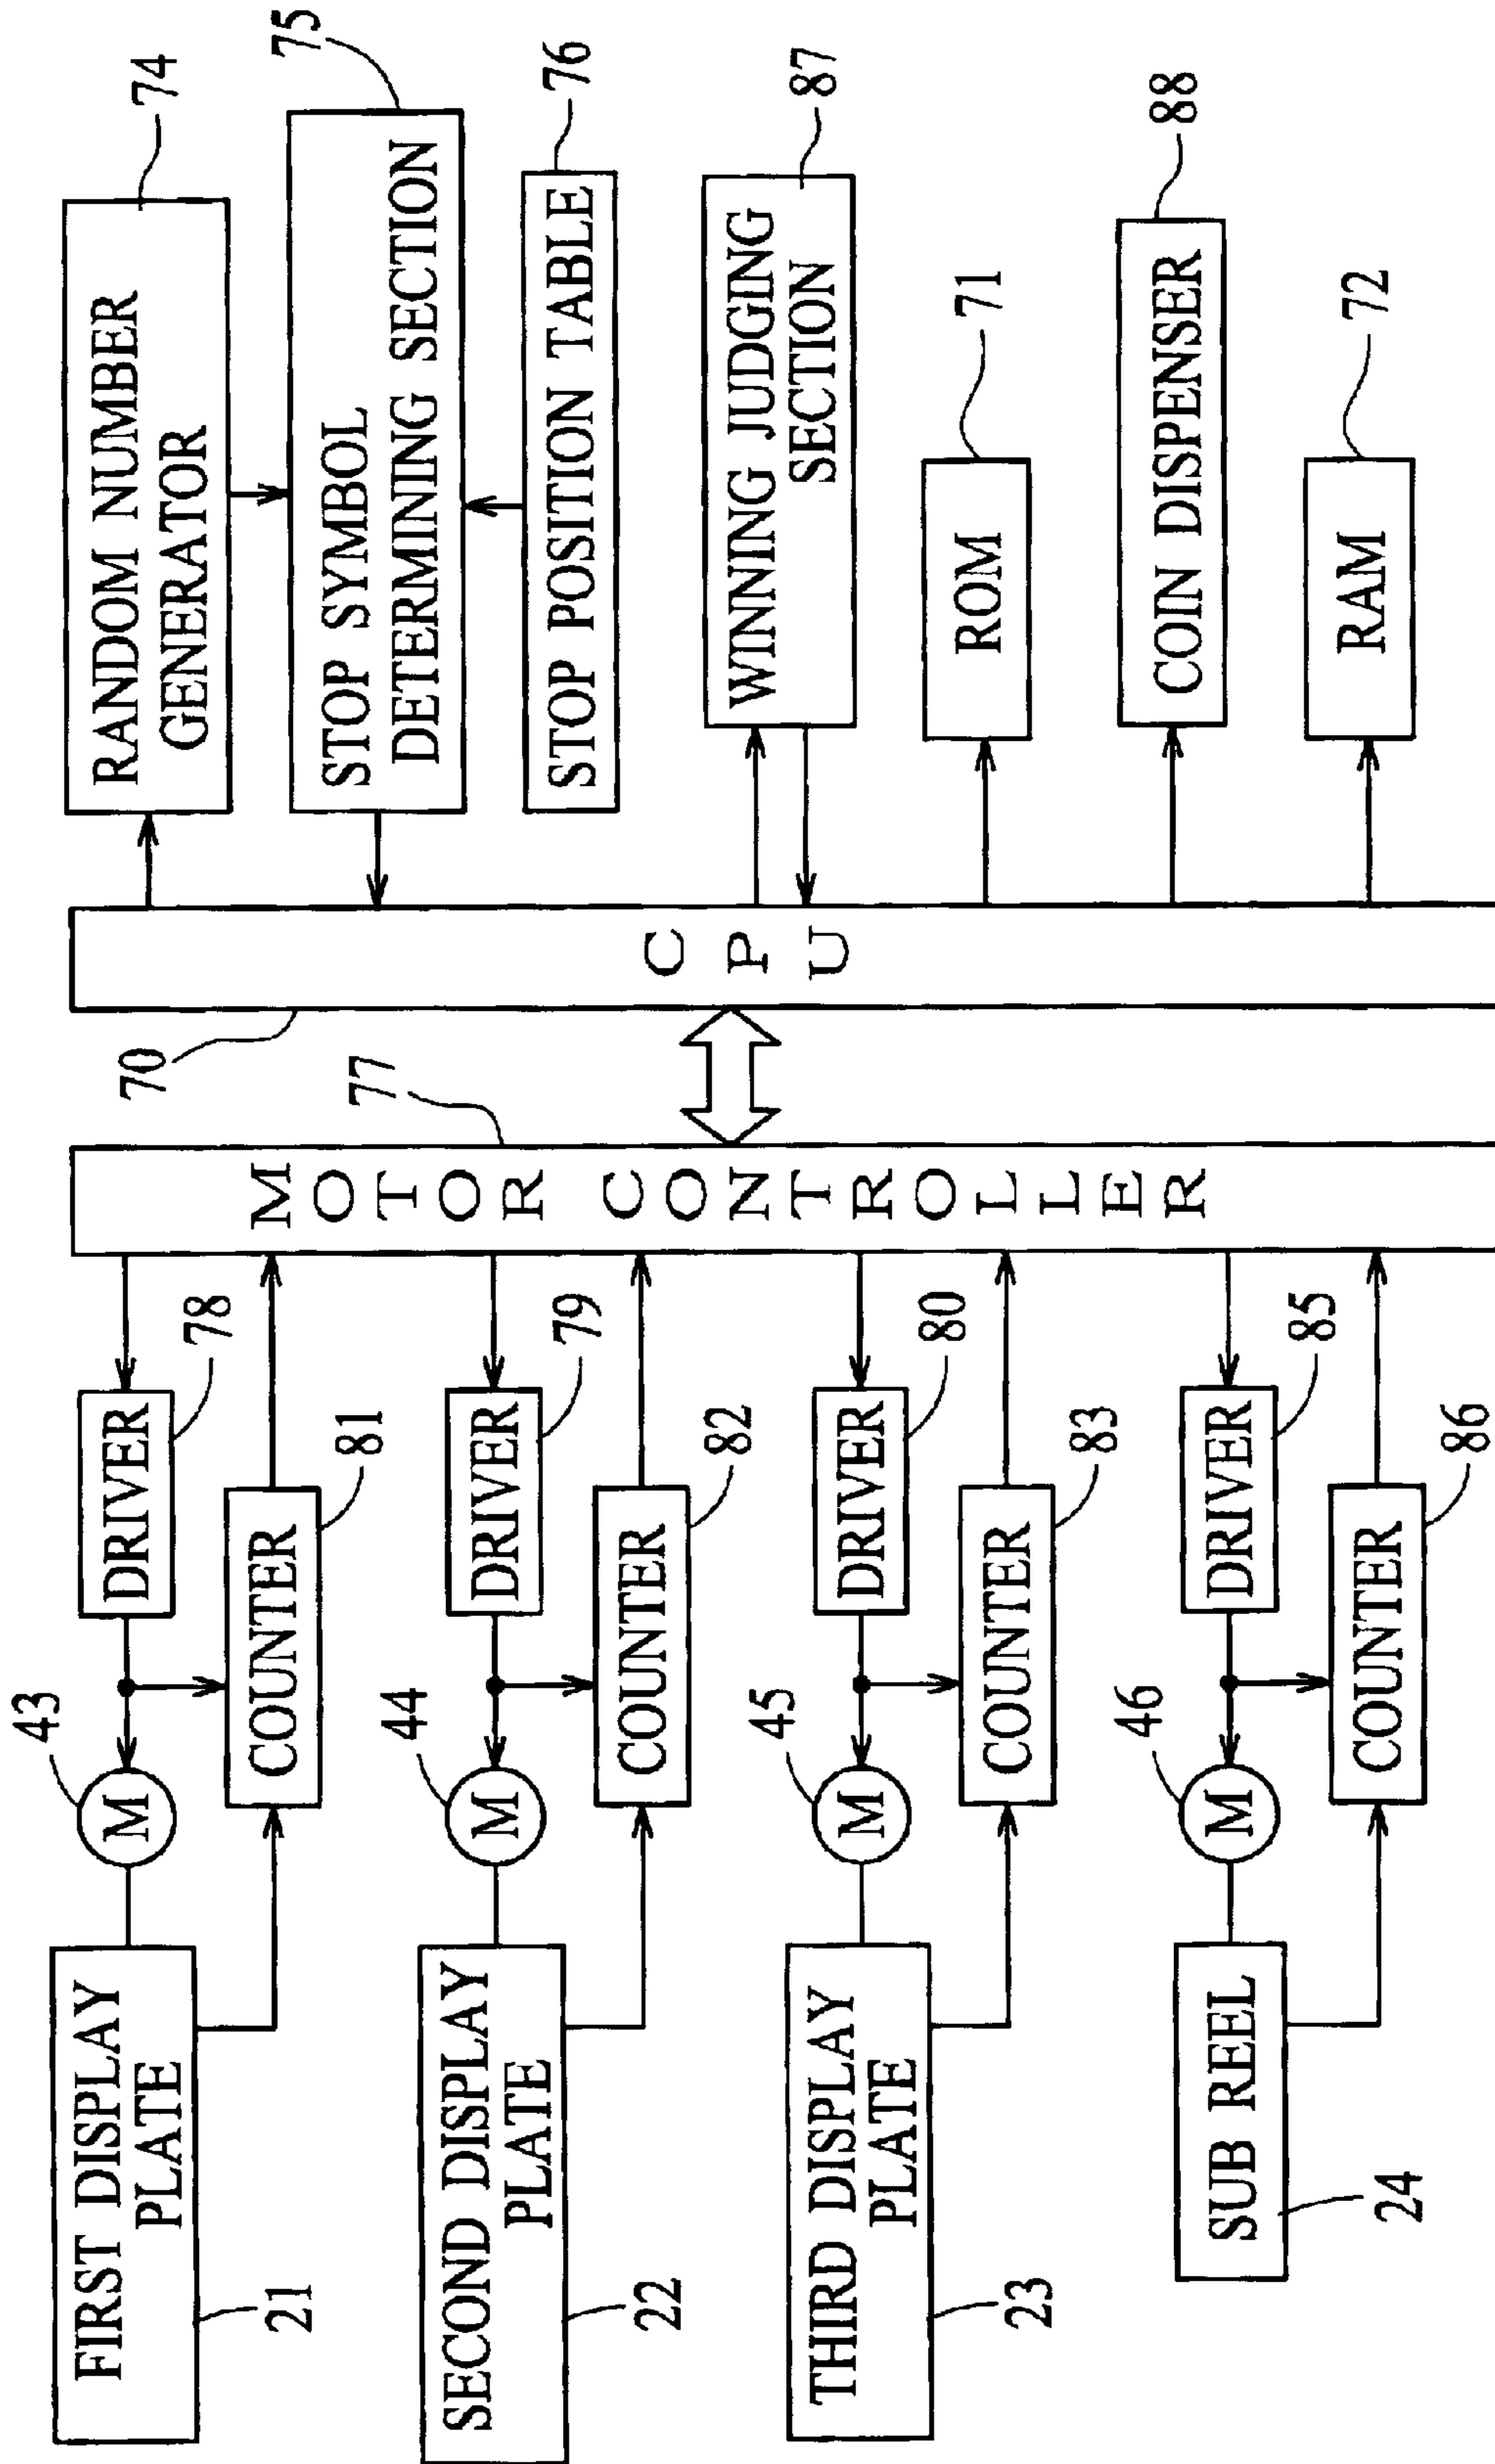 FIRST DISPLAY
PLATE
21
43
M
DRIVER
78
COUNTER
81
SECOND DISPLAY
PLATE
22
44
M
DRIVER
79
COUNTER
82
THIRD DISPLAY
PLATE
23
45
M
DRIVER
80
COUNTER
83
SUB REEL
24
46
M
DRIVER
85
COUNTER
86
MOTOR CONTROLLER
77
CPU
70
RANDOM NUMBER
GENERATOR
74
STOP SYMBOL
DETERMINING SECTION
75
STOP POSITION TABLE
76
WINNING JUDGING
SECTION
87
ROM
71
COIN DISPENSER
88
RAM
72